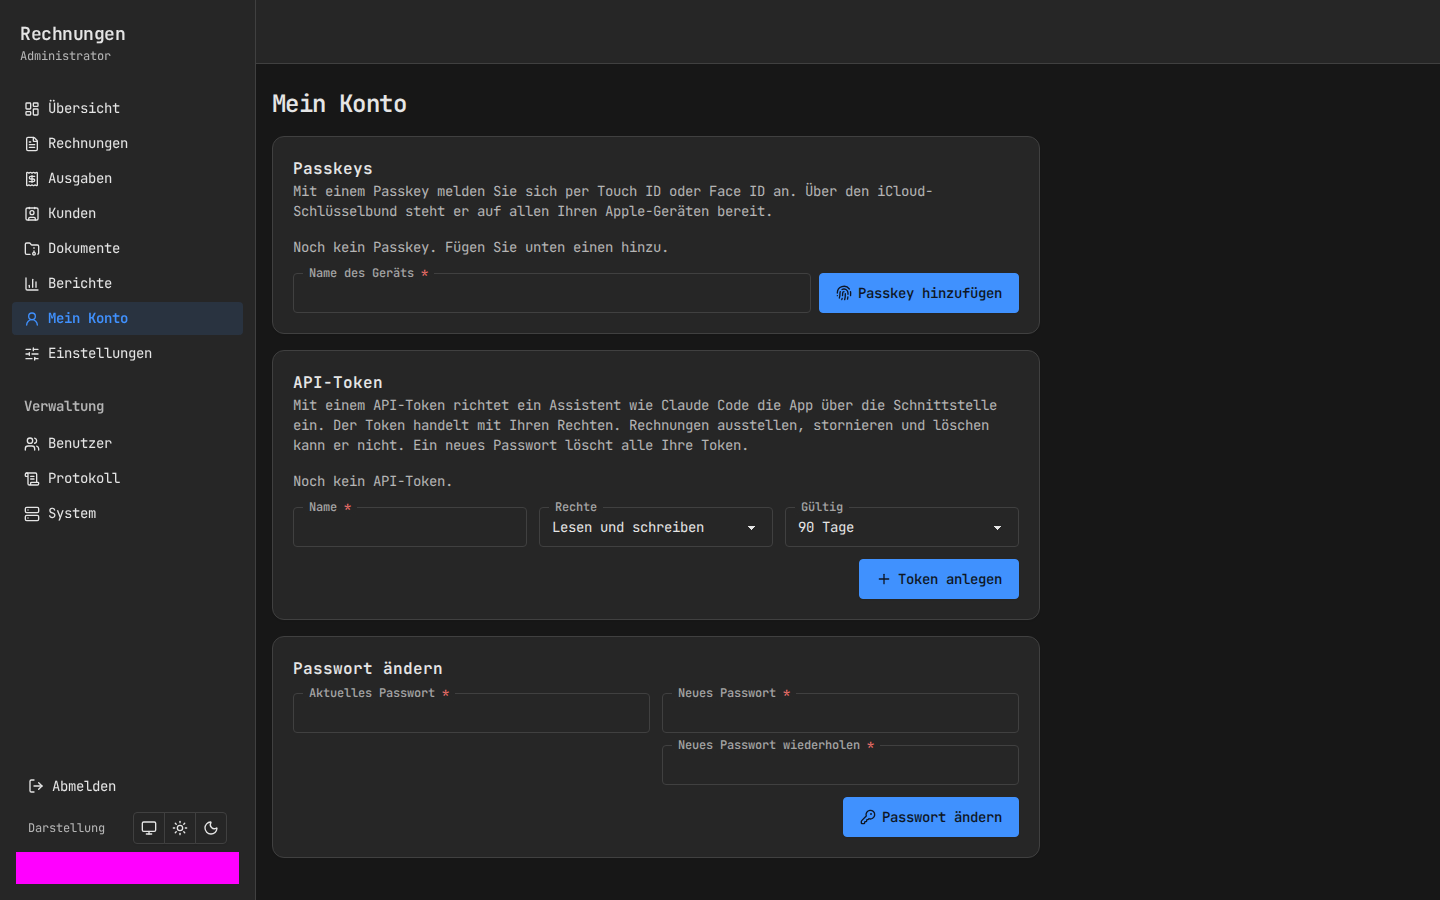 Rechnungen
Administrator
Übersicht
Rechnungen
Ausgaben
Kunden
Dokumente
Berichte
Mein Konto
Einstellungen
Verwaltung
Benutzer
Protokoll
System
Abmelden
Darstellung
Mein Konto
Passkeys
Mit einem Passkey melden Sie sich per Touch ID oder Face ID an. Über den iCloud-
Schlüsselbund steht er auf allen Ihren Apple-Geräten bereit.
Noch kein Passkey. Fügen Sie unten einen hinzu.
Name des Geräts *
Passkey hinzufügen
API-Token
Mit einem API-Token richtet ein Assistent wie Claude Code die App über die Schnittstelle
ein. Der Token handelt mit Ihren Rechten. Rechnungen ausstellen, stornieren und löschen
kann er nicht. Ein neues Passwort löscht alle Ihre Token.
Noch kein API-Token.
Name * Rechte Gültig
Lesen und schreiben 90 Tage
Token anlegen
Passwort ändern
Aktuelles Passwort * Neues Passwort *
Neues Passwort wiederholen *
Passwort ändern